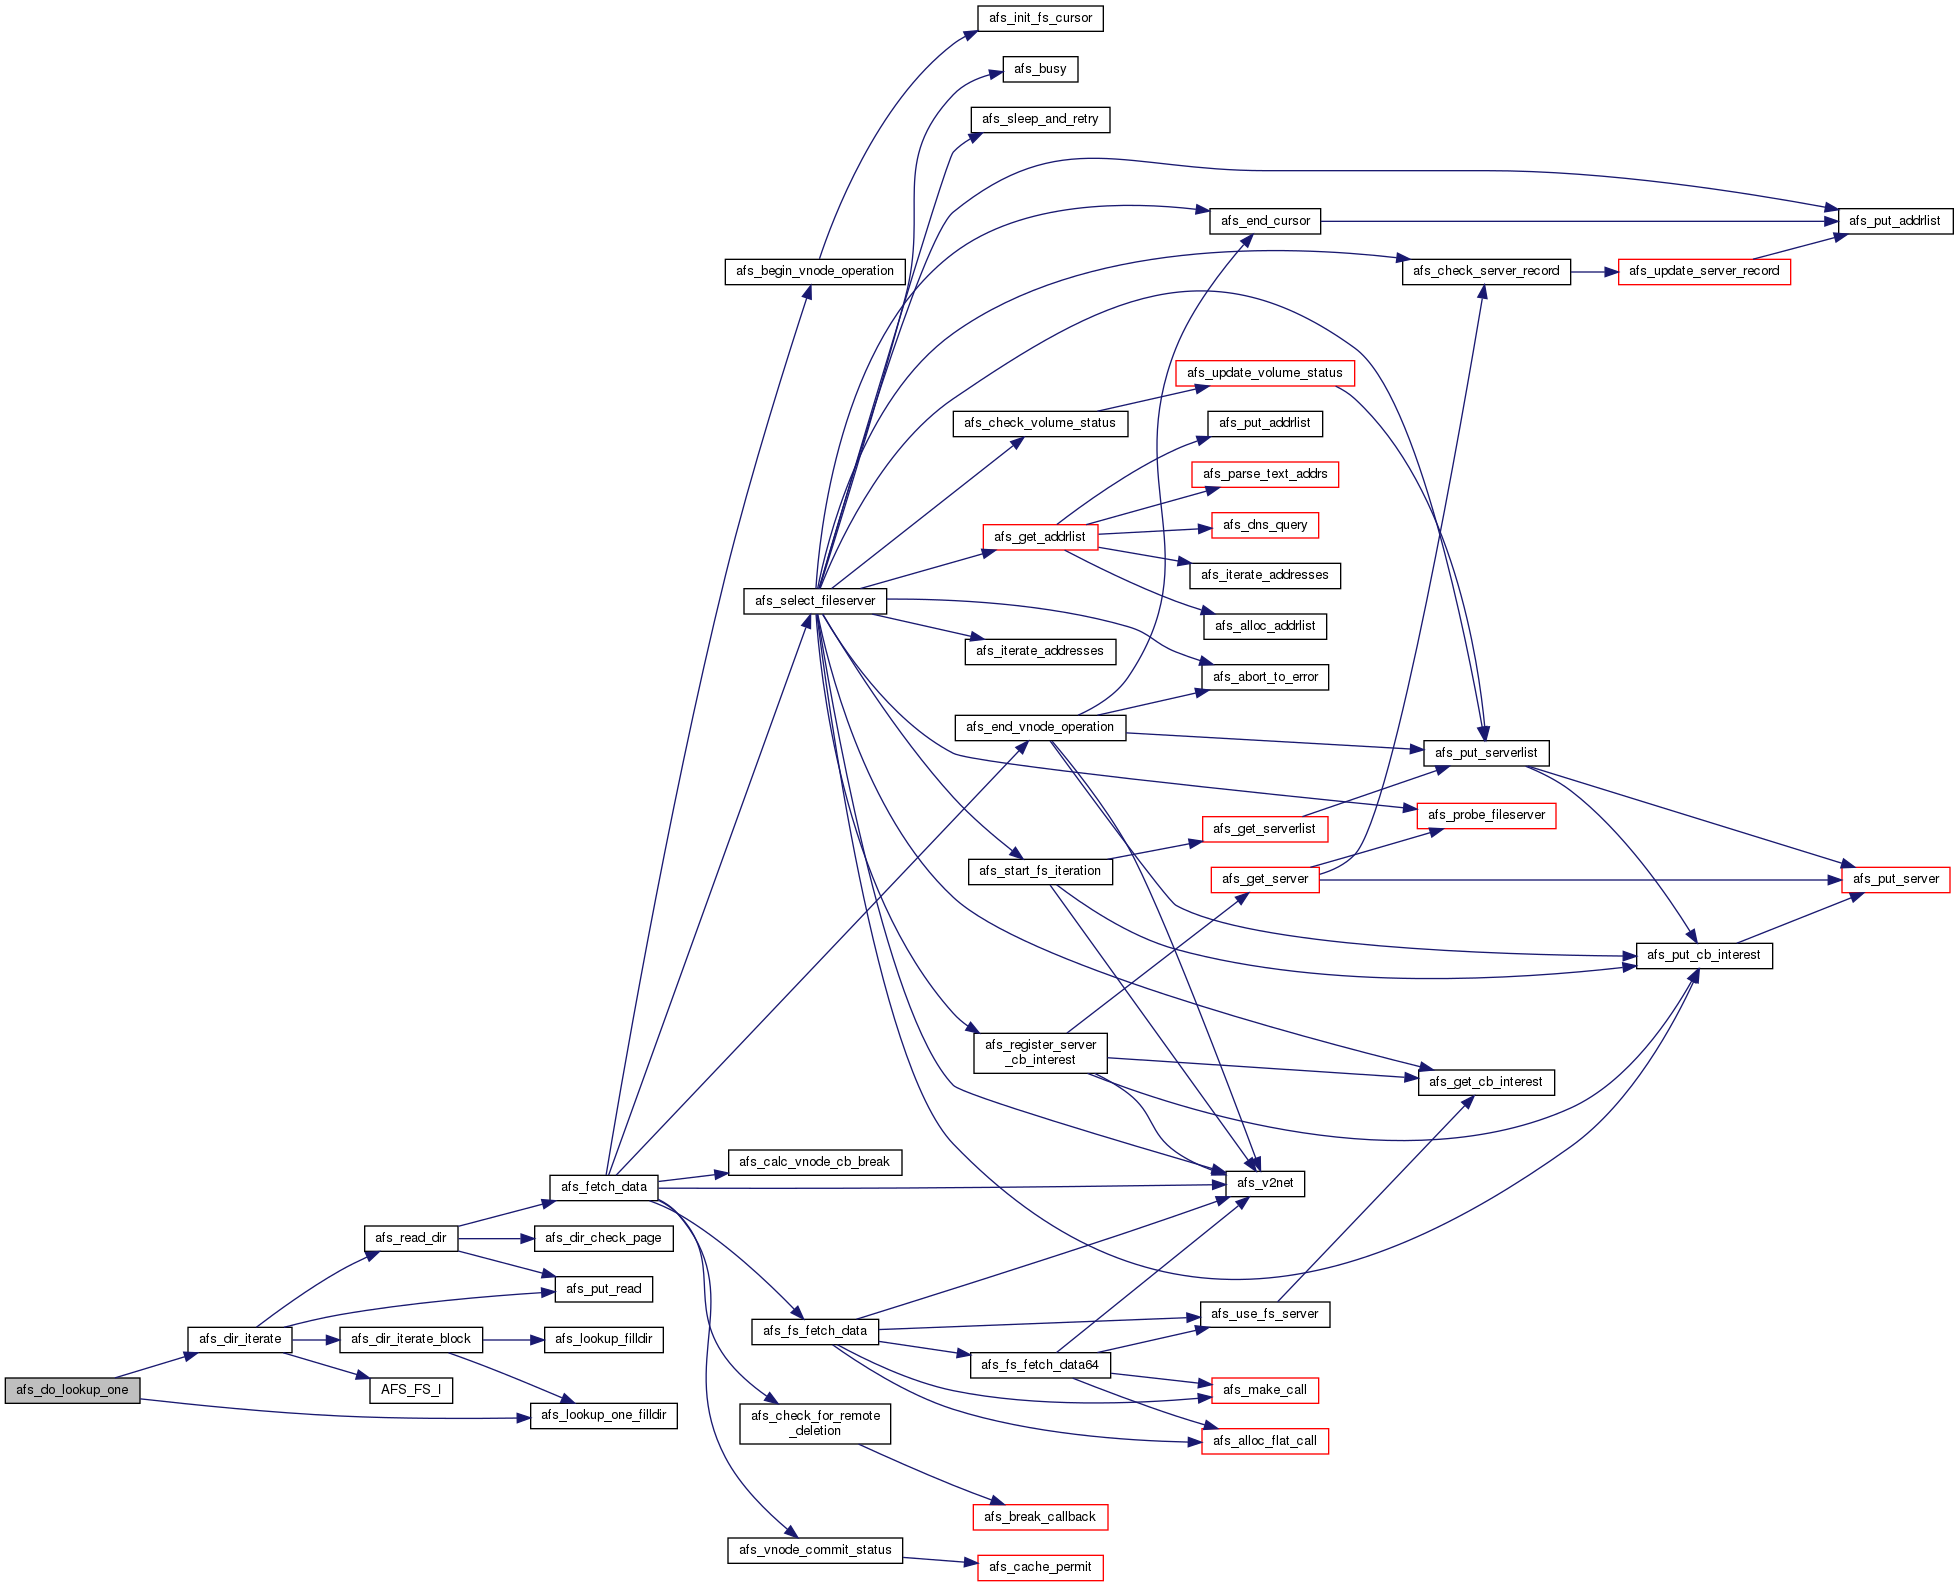 afs_init_fs_cursor
afs_busy
afs_sleep_and_retry
afs_end_cursor
afs_put_addrlist
afs_begin_vnode_operation
afs_check_server_record
afs_update_server_record
afs_update_volume_status
afs_check_volume_status
afs_put_addrlist
afs_parse_text_addrs
afs_dns_query
afs_get_addrlist
afs_iterate_addresses
afs_select_fileserver
afs_alloc_addrlist
afs_iterate_addresses
afs_abort_to_error
afs_end_vnode_operation
afs_put_serverlist
afs_probe_fileserver
afs_get_serverlist
afs_start_fs_iteration
afs_get_server
afs_put_server
afs_put_cb_interest
afs_register_server
_cb_interest
afs_get_cb_interest
afs_calc_vnode_cb_break
afs_fetch_data
afs_v2net
afs_read_dir
afs_dir_check_page
afs_put_read
afs_use_fs_server
afs_fs_fetch_data
afs_dir_iterate
afs_dir_iterate_block
afs_lookup_filldir
afs_fs_fetch_data64
afs_do_lookup_one
AFS_FS_I
afs_make_call
afs_lookup_one_filldir
afs_check_for_remote
_deletion
afs_alloc_flat_call
afs_break_callback
afs_vnode_commit_status
afs_cache_permit